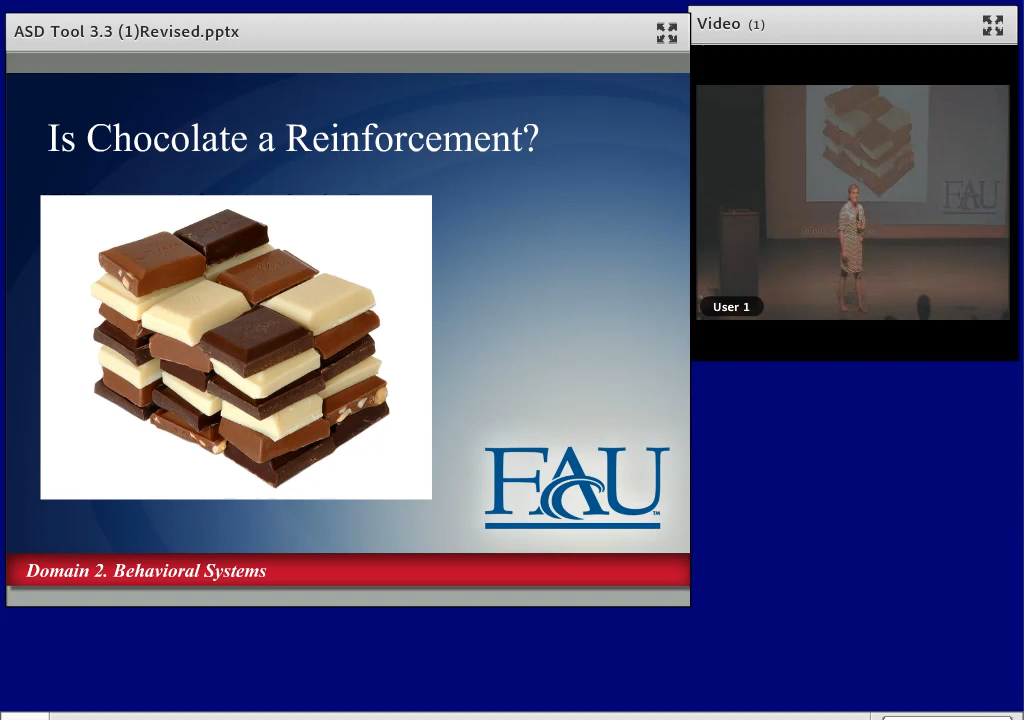 ASD Tool 3.3 (1)Revised.pptx
Video (1)
Is Chocolate a Reinforcement?
FAU
User 1
FAU™
Domain 2. Behavioral Systems